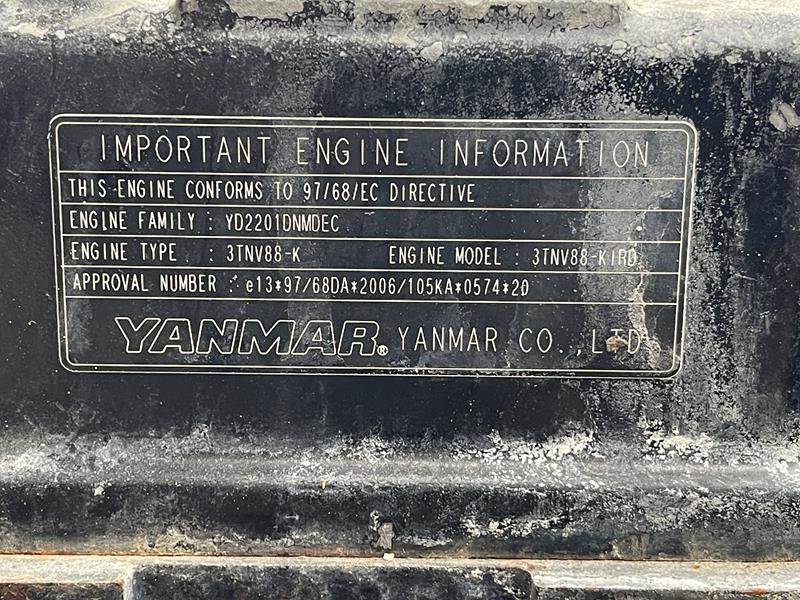 IMPORTANT ENGINE INFORMATION
THIS ENGINE CONFORMS TO 97/68/EC DIRECTIVE
ENGINE FAMILY : YD2201DNMDEC
ENGINE TYPE : 3TNV88-K ENGINE MODEL : 3TNV88-KIRD
APPROVAL NUMBER : e13*97/68DA*2006/105KA*0574*20
YANMAR® YANMAR CO.,LTD